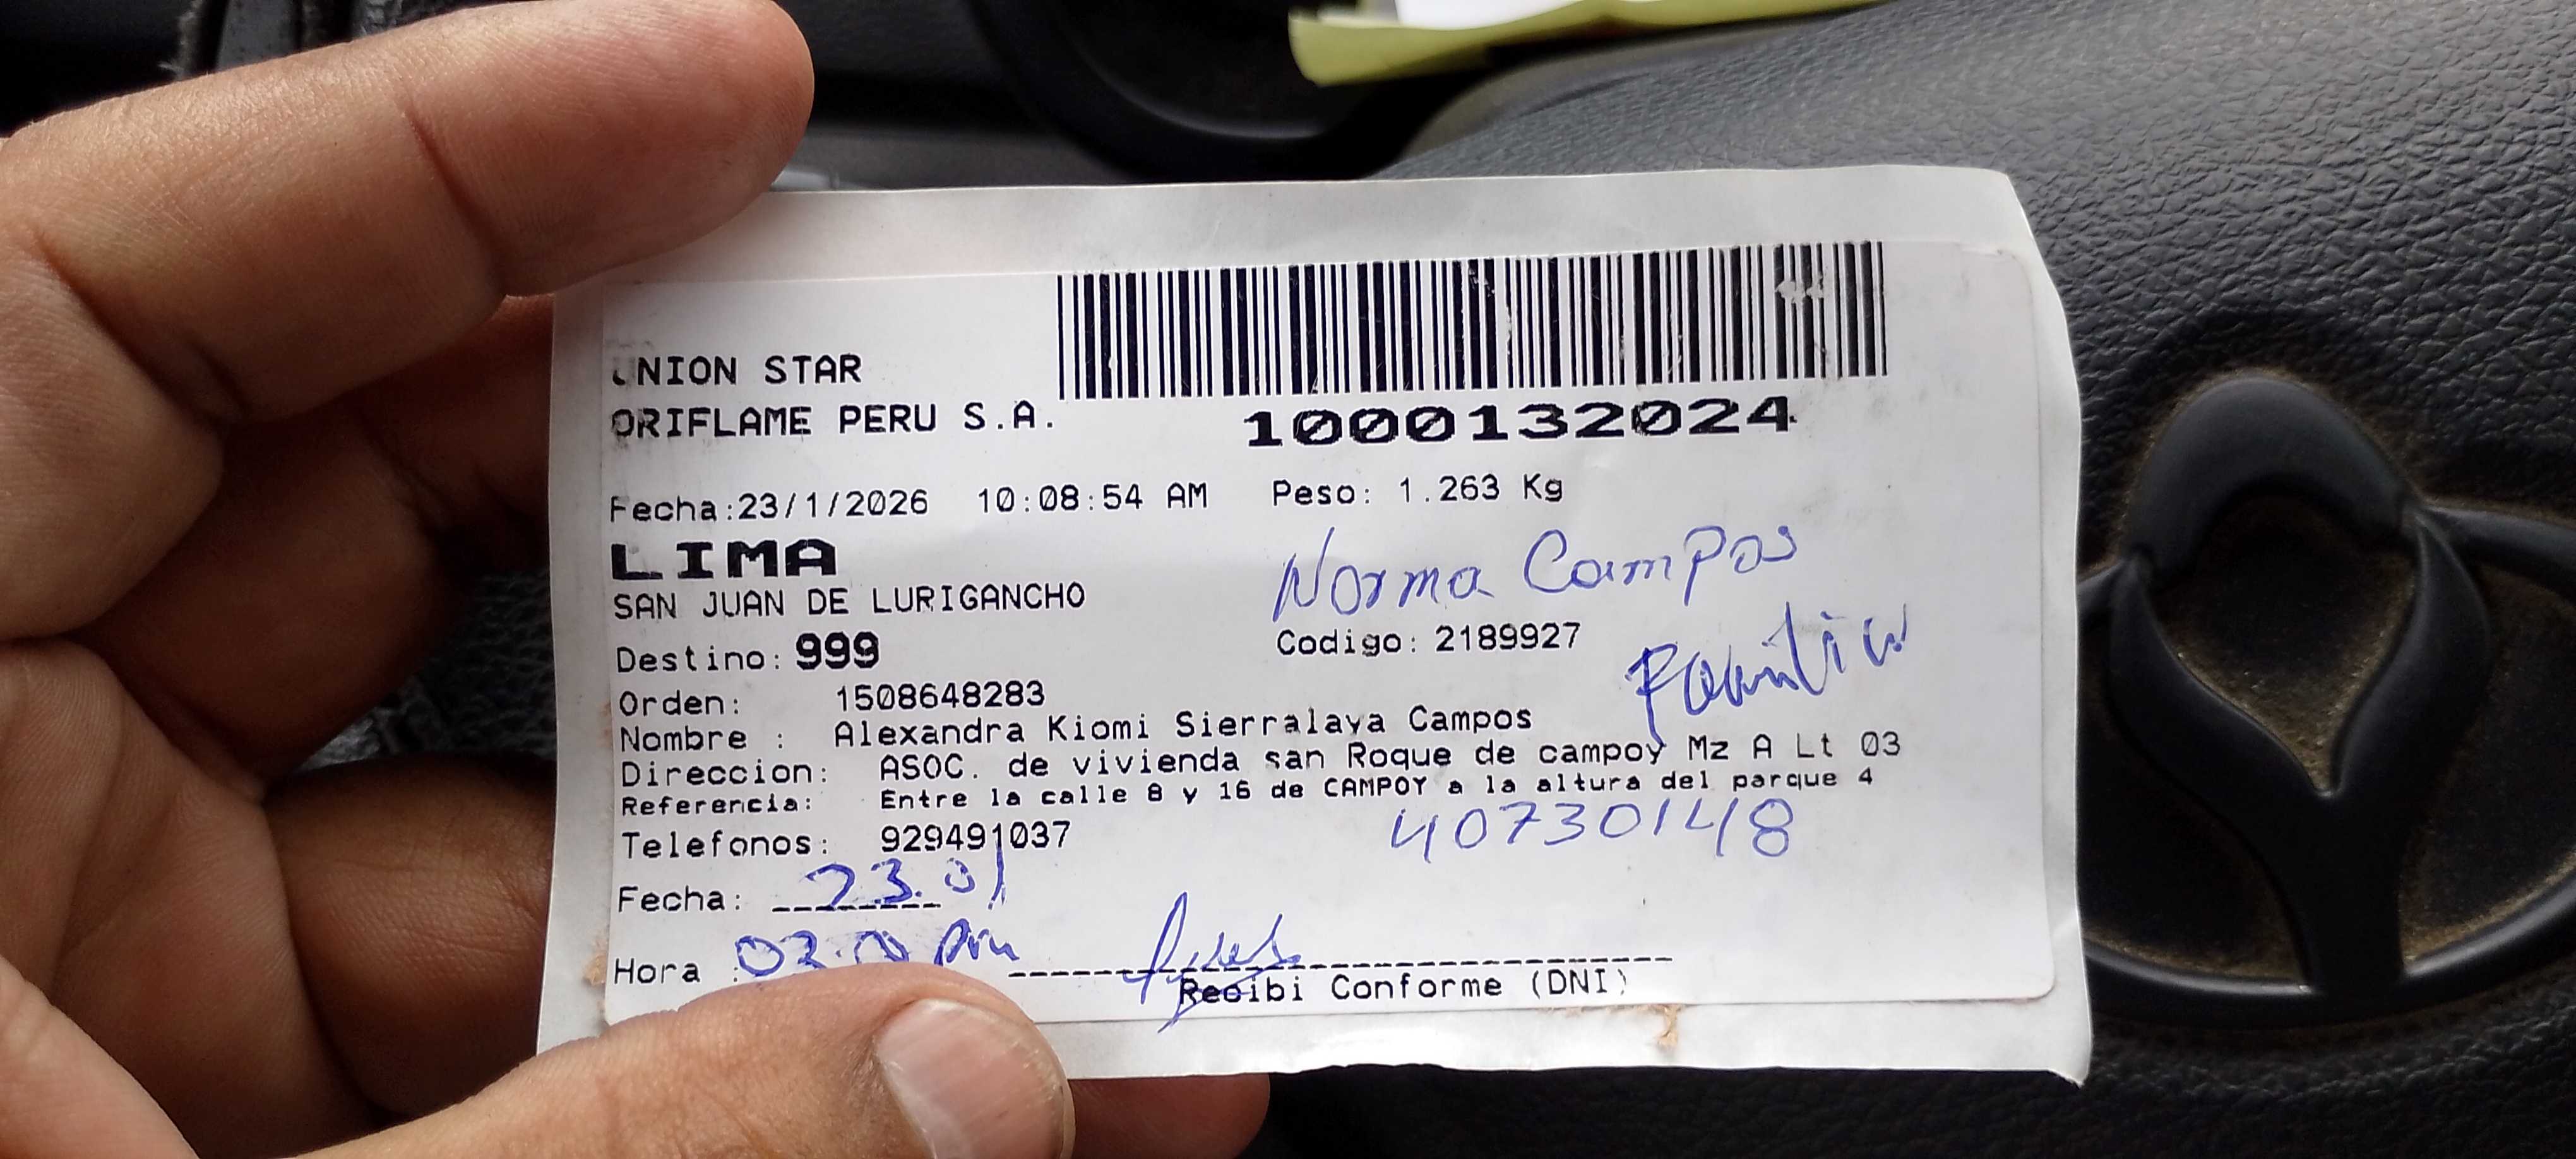 UNION STAR
ORIFLAME PERU S.A.
1000132024
Fecha:23/1/2026 10:08:54 AM Peso: 1.263 Kg
LIMA
SAN JUAN DE LURIGANCHO
Norma Campos
Destino: 999 Codigo: 2189927
Orden: 1508648283
Nombre : Alexandra Kiomi Sierralaya Campos
Direccion: ASOC. de vivienda san Roque de campoy Mz A Lt 03
Referencia: Entre la calle 8 y 16 de CAMPOY a la altura del parque 4
Telefonos: 929491037
40730148
Fecha: 23.01
Hora : 03:00 pm
Recibi Conforme (DNI)